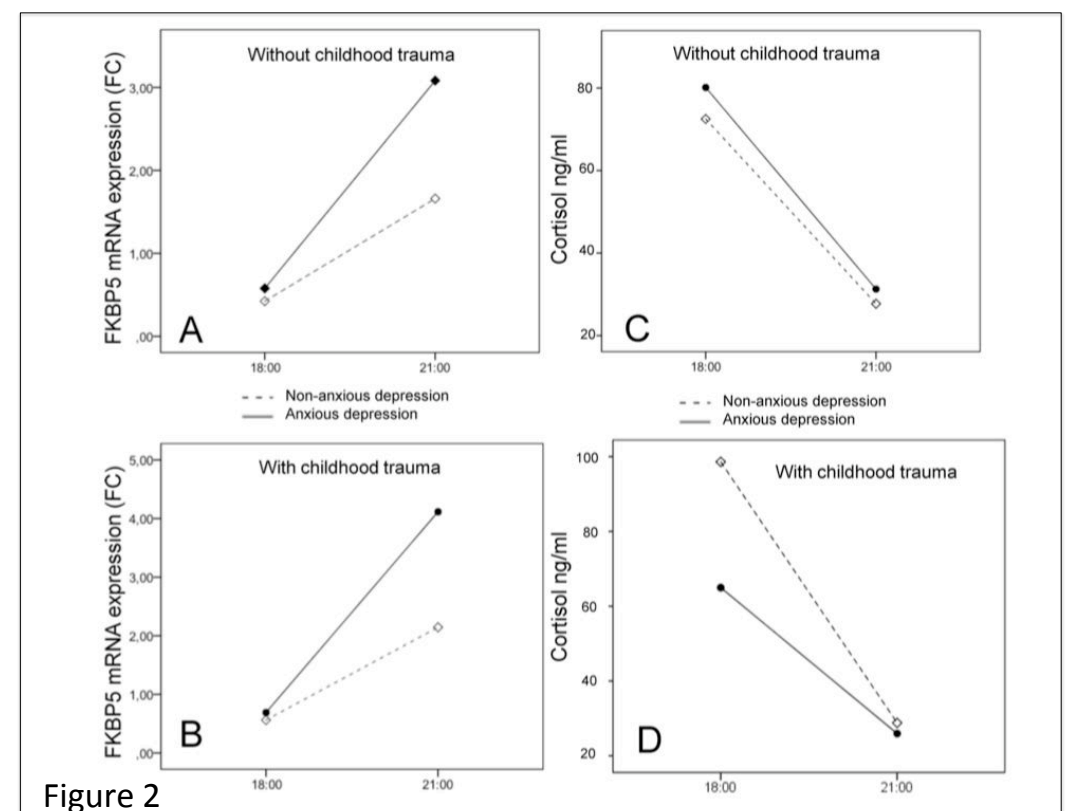 Without childhood trauma
FKBP5 mRNA expression (FC)
3,00
2,00
1,00
,00
A
18:00
21:00
Non-anxious depression
Anxious depression
Without childhood trauma
Cortisol ng/ml
80
60
40
20
C
18:00
21:00
Non-anxious depression
Anxious depression
With childhood trauma
FKBP5 mRNA expression (FC)
5,00
4,00
3,00
2,00
1,00
,00
B
18:00
21:00
With childhood trauma
Cortisol ng/ml
100
80
60
40
20
D
18:00
21:00
Figure 2